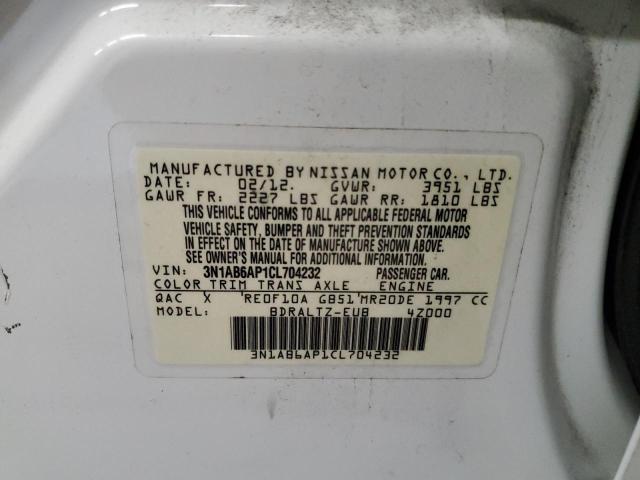 MANUFACTURED BY NISSAN MOTOR CO., LTD.
DATE: 02/12. GVWR: 3951 LBS
GAWR FR: 2227 LBS GAWR RR: 1810 LBS
THIS VEHICLE CONFORMS TO ALL APPLICABLE FEDERAL MOTOR
VEHICLE SAFETY, BUMPER AND THEFT PREVENTION STANDARDS
IN EFFECT ON THE DATE OF MANUFACTURE SHOWN ABOVE.
SEE OWNER'S MANUAL FOR ADDITIONAL INFORMATION.
VIN: 3N1AB6AP1CL704232 PASSENGER CAR.
COLOR TRIM TRANS AXLE ENGINE
QAC X RE0F10A GB51 MR20DE 1997 CC
BDRALTZ-EUB 4Z000
3N1AB6AP1CL704232